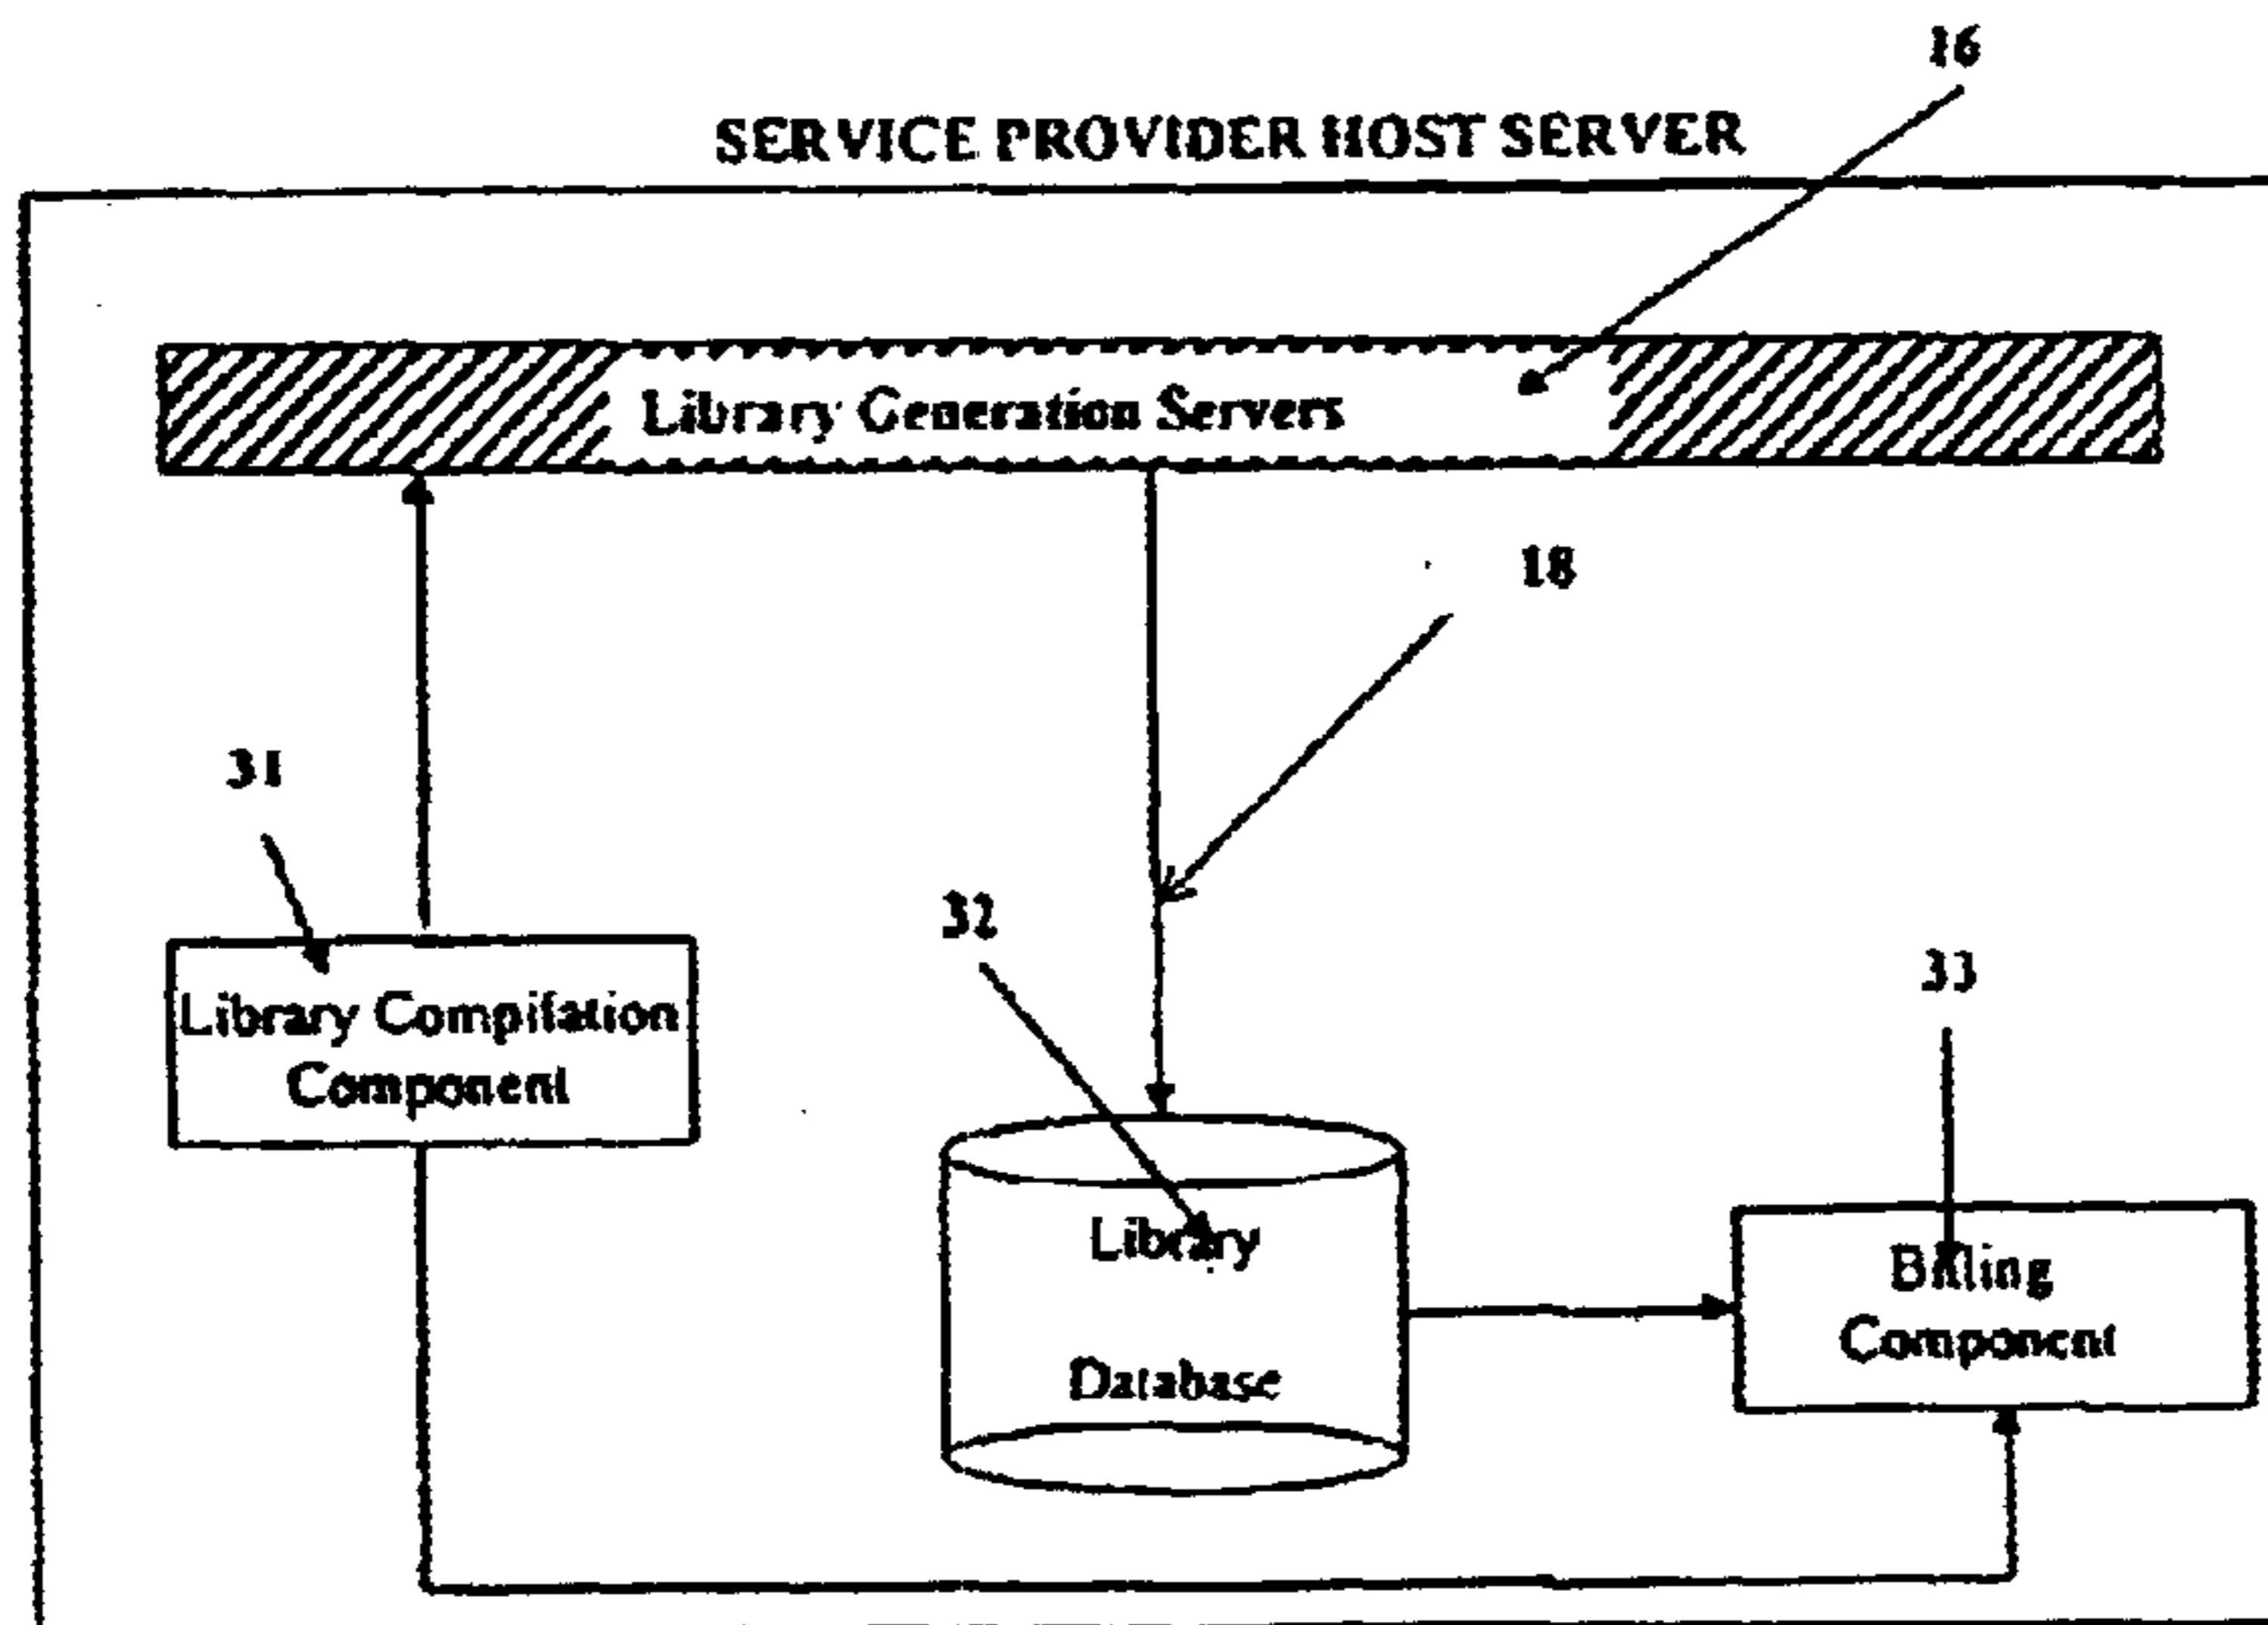 16
SERVICE PROVIDER HOST SERVER
Library Generation Servers
18
31
32
33
Library Compilation
Component
Library
Database
Billing
Component